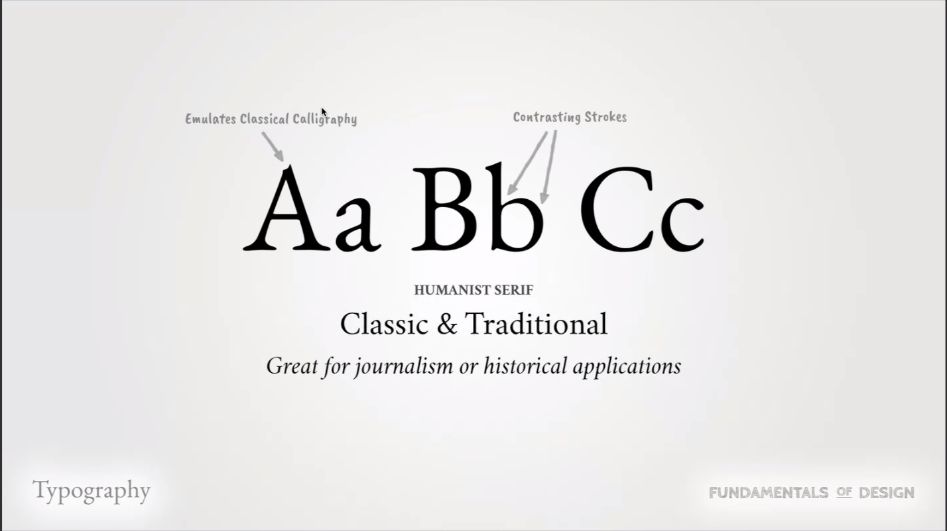 Emulates Classical Calligraphy
Contrasting Strokes
Aa Bb Cc
HUMANIST SERIF
Classic & Traditional
Great for journalism or historical applications
Typography
FUNDAMENTALS OF DESIGN